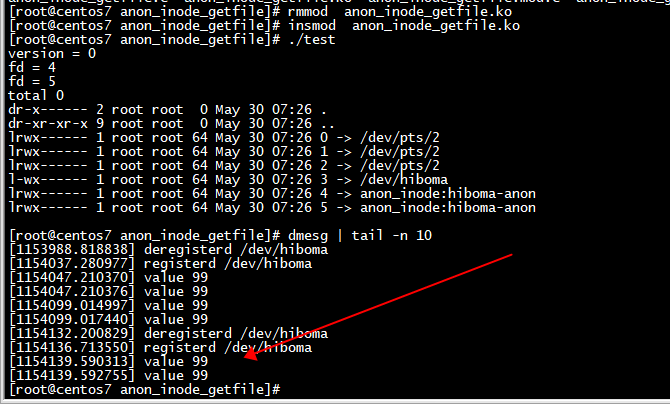 [root@centos7 anon_inode_getfile]# rmmod  anon_inode_getfile.ko
[root@centos7 anon_inode_getfile]# insmod  anon_inode_getfile.ko
[root@centos7 anon_inode_getfile]# ./test
version = 0
fd = 4
fd = 5
total 0
dr-x------ 2 root root  0 May 30 07:26 .
dr-xr-xr-x 9 root root  0 May 30 07:26 ..
lrwx------ 1 root root 64 May 30 07:26 0 -> /dev/pts/2
lrwx------ 1 root root 64 May 30 07:26 1 -> /dev/pts/2
lrwx------ 1 root root 64 May 30 07:26 2 -> /dev/pts/2
l-wx------ 1 root root 64 May 30 07:26 3 -> /dev/hiboma
lrwx------ 1 root root 64 May 30 07:26 4 -> anon_inode:hiboma-anon
lrwx------ 1 root root 64 May 30 07:26 5 -> anon_inode:hiboma-anon
[root@centos7 anon_inode_getfile]# dmesg | tail -n 10
[1153988.818838] deregisterd /dev/hiboma
[1154037.280977] registerd /dev/hiboma
[1154047.210370] value 99
[1154047.210376] value 99
[1154099.014997] value 99
[1154099.017440] value 99
[1154132.200829] deregisterd /dev/hiboma
[1154136.713550] registerd /dev/hiboma
[1154139.590313] value 99
[1154139.592755] value 99
[root@centos7 anon_inode_getfile]#